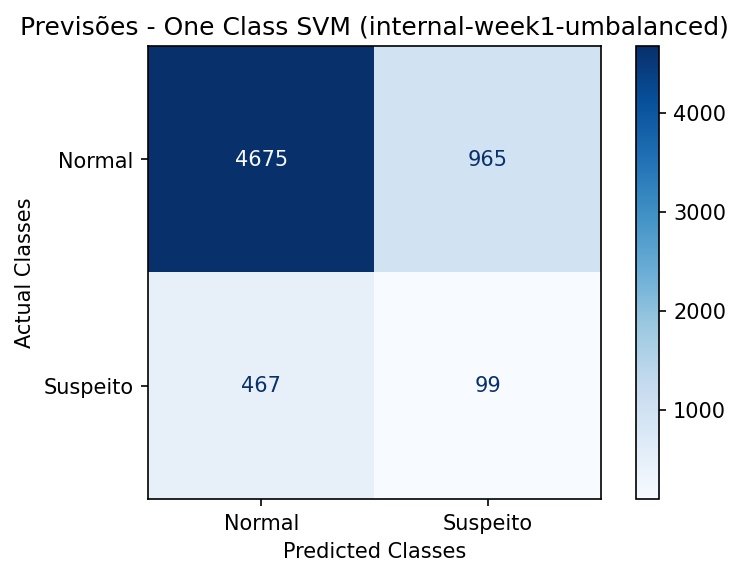 Previsões - One Class SVM (internal-week1-umbalanced)
Actual Classes
Normal
4675
965
Suspeito
467
99
Normal
Suspeito
Predicted Classes
4000
3000
2000
1000